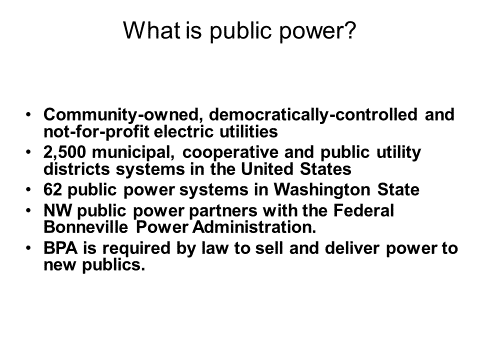 What is public power?
• Community-owned, democratically-controlled and
not-for-profit electric utilities
• 2,500 municipal, cooperative and public utility
districts systems in the United States
• 62 public power systems in Washington State
• NW public power partners with the Federal
Bonneville Power Administration.
• BPA is required by law to sell and deliver power to
new publics.